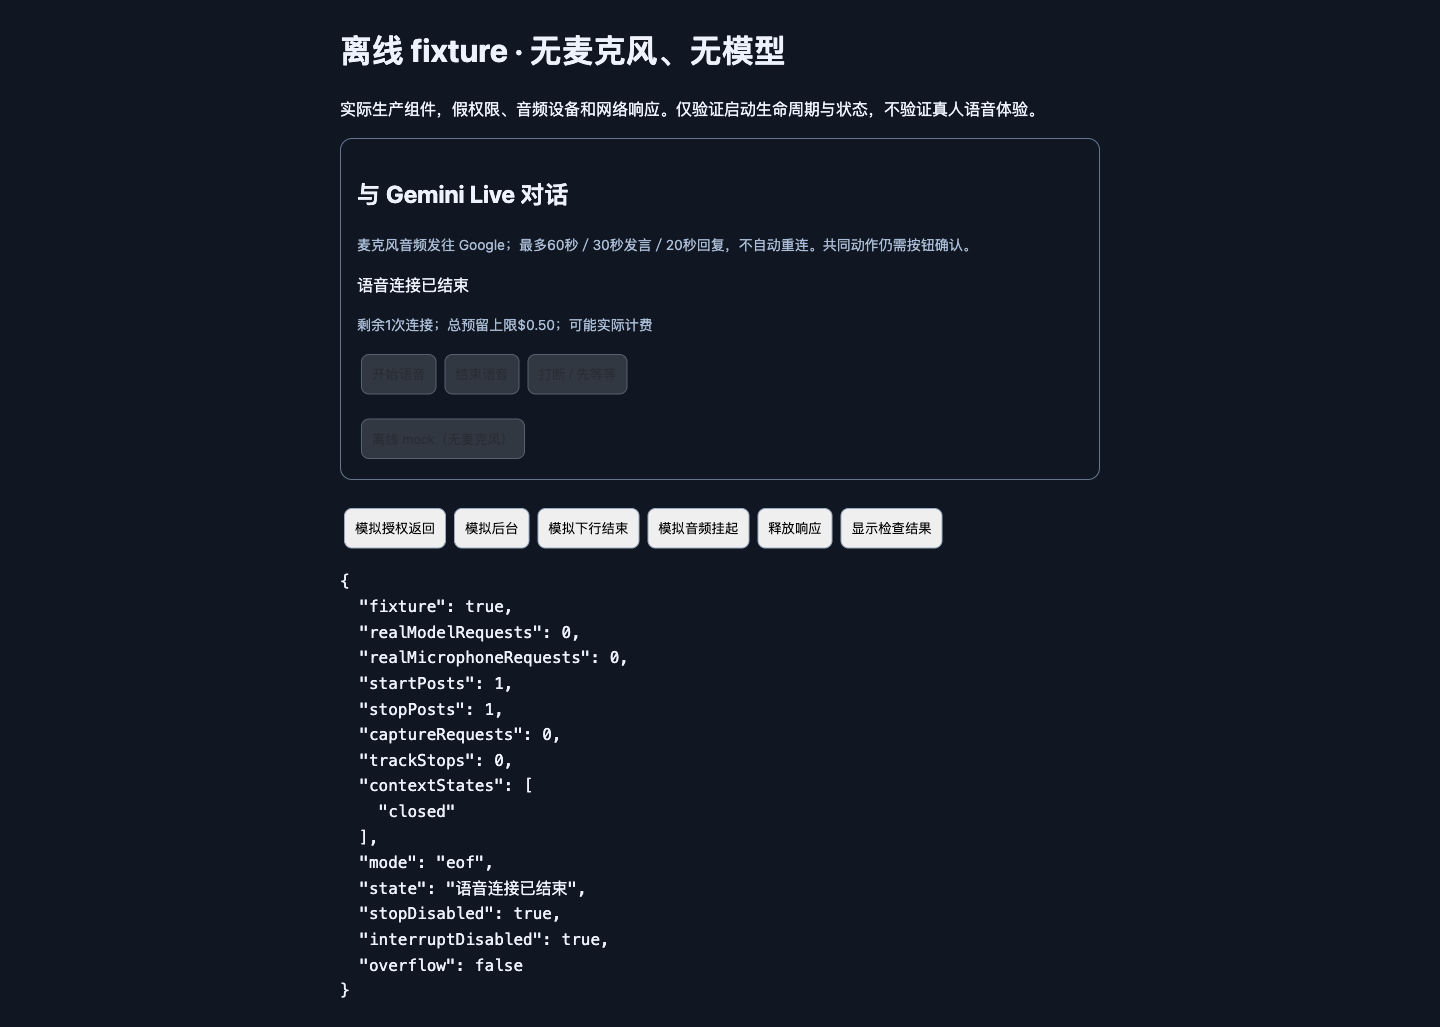 离线 fixture · 无麦克风、无模型
实际生产组件，假权限、音频设备和网络响应。仅验证启动生命周期与状态，不验证真人语音体验。
与 Gemini Live 对话
麦克风音频发往 Google；最多60秒 / 30秒发言 / 20秒回复，不自动重连。共同动作仍需按钮确认。
语音连接已结束
剩余1次连接；总预留上限$0.50；可能实际计费
开始语音 结束语音 打断 / 先等等
离线 mock（无麦克风）
模拟授权返回 模拟后台 模拟下行结束 模拟音频挂起 释放响应 显示检查结果
{
"fixture": true,
"realModelRequests": 0,
"realMicrophoneRequests": 0,
"startPosts": 1,
"stopPosts": 1,
"captureRequests": 0,
"trackStops": 0,
"contextStates": [
"closed"
],
"mode": "eof",
"state": "语音连接已结束",
"stopDisabled": true,
"interruptDisabled": true,
"overflow": false
}